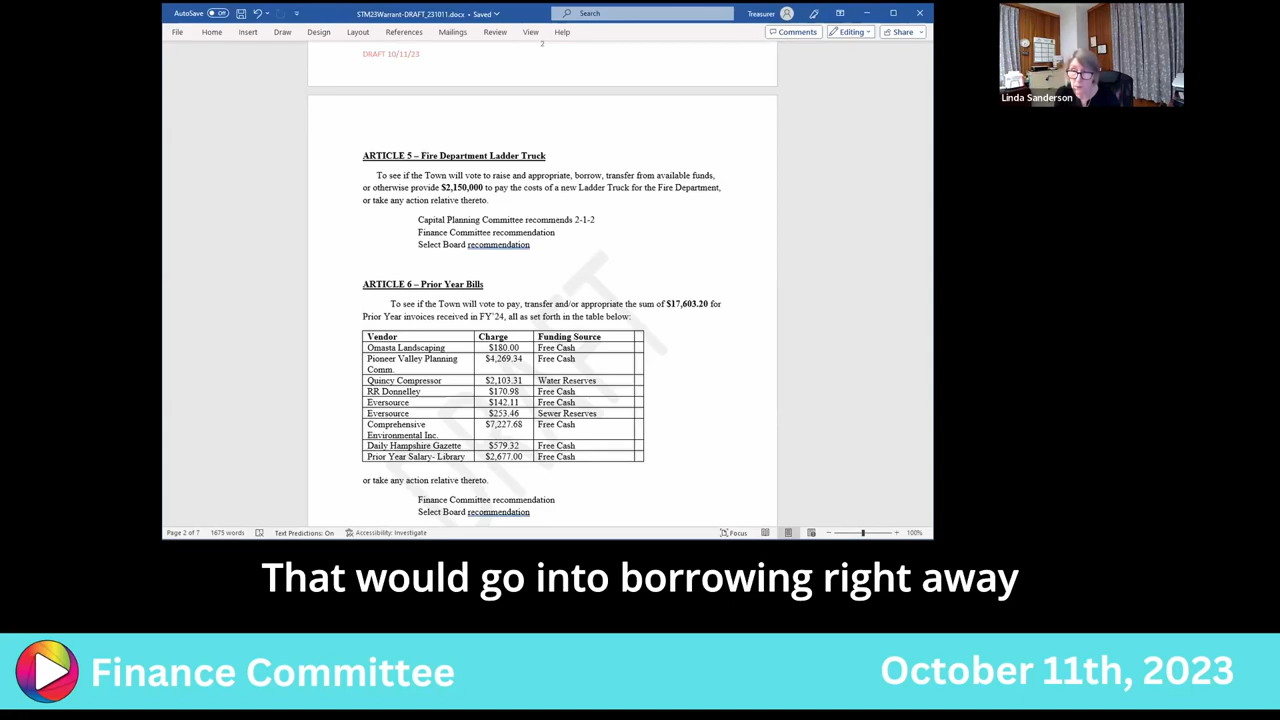 AutoSave Off STM23Warrant-DRAFT_231011.docx • Saved Search Treasurer
File Home Insert Draw Design Layout References Mailings Review View Help Comments Editing Share
2
DRAFT 10/11/23
ARTICLE 5 – Fire Department Ladder Truck
To see if the Town will vote to raise and appropriate, borrow, transfer from available funds,
or otherwise provide $2,150,000 to pay the costs of a new Ladder Truck for the Fire Department,
or take any action relative thereto.
Capital Planning Committee recommends 2-1-2
Finance Committee recommendation
Select Board recommendation
ARTICLE 6 – Prior Year Bills
To see if the Town will vote to pay, transfer and/or appropriate the sum of $17,603.20 for
Prior Year invoices received in FY'24, all as set forth in the table below:
Vendor Charge Funding Source
Omasta Landscaping $180.00 Free Cash
Pioneer Valley Planning $4,269.34 Free Cash
Comm.
Quincy Compressor $2,103.31 Water Reserves
RR Donnelley $170.98 Free Cash
Eversource $142.11 Free Cash
Eversource $253.46 Sewer Reserves
Comprehensive $7,227.68 Free Cash
Environmental Inc.
Daily Hampshire Gazette $579.32 Free Cash
Prior Year Salary- Library $2,677.00 Free Cash
or take any action relative thereto.
Finance Committee recommendation
Select Board recommendation
DRAFT
Page 2 of 7 1675 words Text Predictions: On Accessibility: Investigate Focus 100%
Linda Sanderson
That would go into borrowing right away
Finance Committee October 11th, 2023